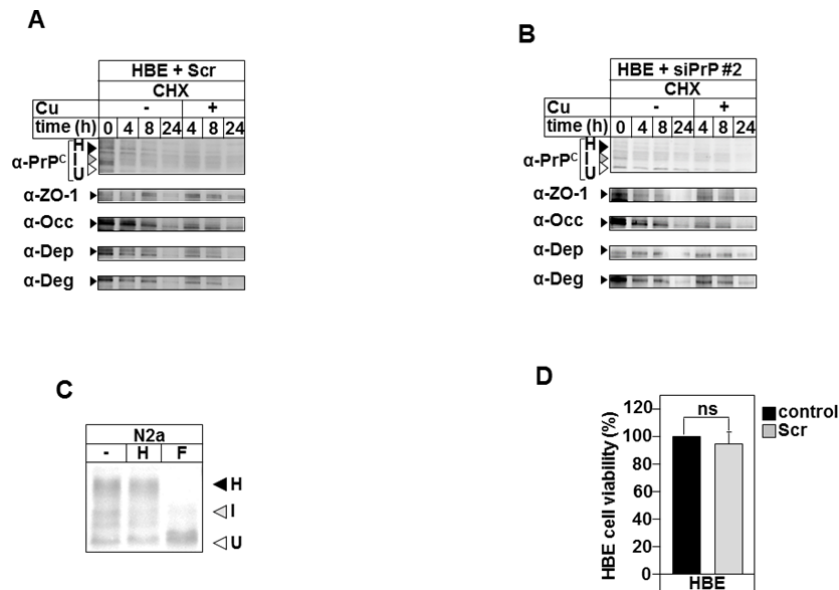 A
HBE + Scr
CHX
Cu - +
time (h) 0 4 8 24 4 8 24
H
α-PrPᶜ I
U
α-ZO-1
α-Occ
α-Dep
α-Deg
B
HBE + siPrP #2
CHX
Cu - +
time (h) 0 4 8 24 4 8 24
H
α-PrPᶜ I
U
α-ZO-1
α-Occ
α-Dep
α-Deg
C
N2a
- H F
H
I
U
D
ns
control
Scr
HBE cell viability (%)
120
100
80
60
40
20
0
HBE